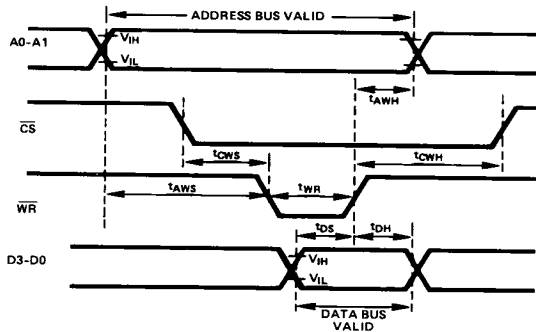 ADDRESS BUS VALID
A0-A1
VIH
VIL
tAWH
CS
tCWS
tCWH
tAWS
tWR
WR
tDS
tDH
D3-D0
VIH
VIL
DATA BUS
VALID